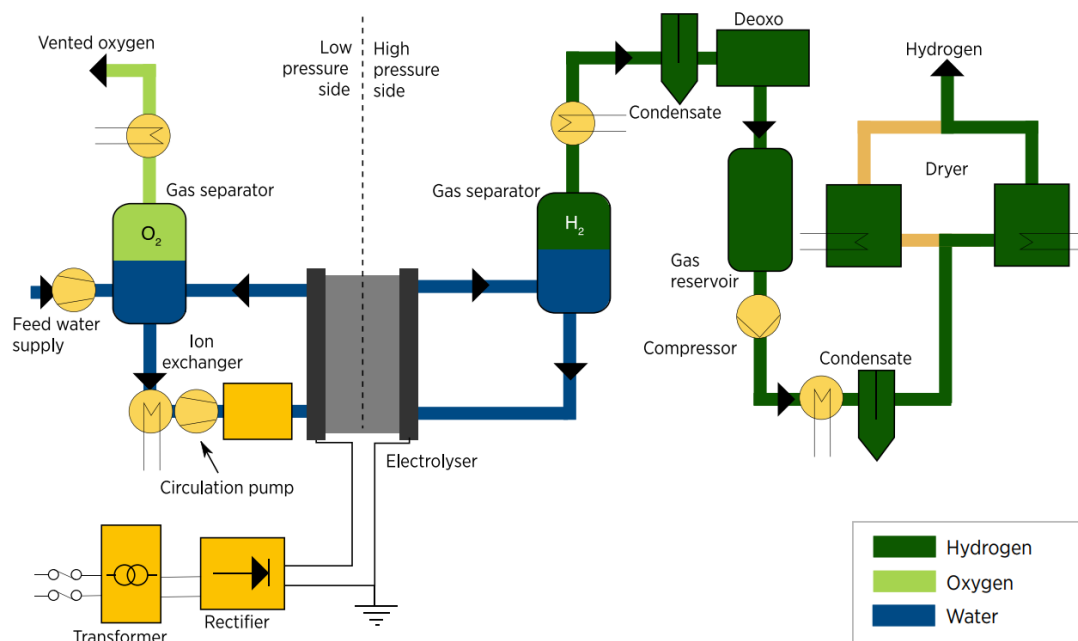 Vented oxygen
Low
pressure
side
High
pressure
side
Deoxo
Hydrogen
Condensate
Gas separator
O2
Gas separator
H2
Dryer
Feed water
supply
Ion
exchanger
Gas
reservoir
Compressor
Condensate
Electrolyser
Circulation pump
Transformer
Rectifier
Hydrogen
Oxygen
Water